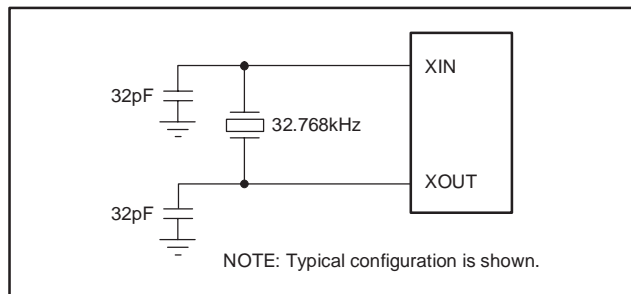 XIN
32pF
32.768kHz
XOUT
32pF
NOTE: Typical configuration is shown.